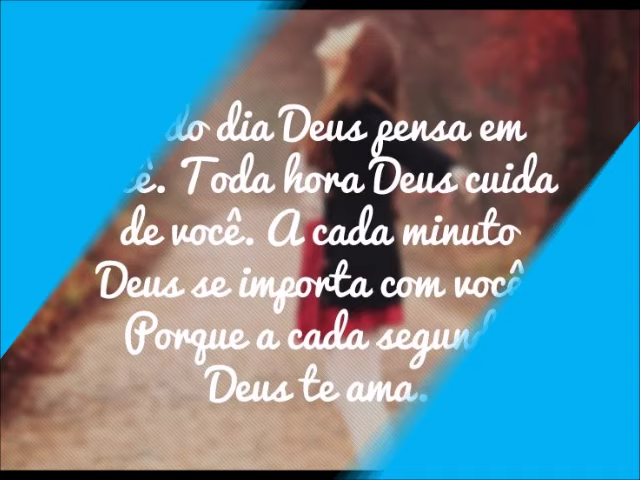 dia Deus pensa em
Toda hora Deus cuida
de você. A cada minuto
Deus se importa com você
Porque a cada
Deus te ama.